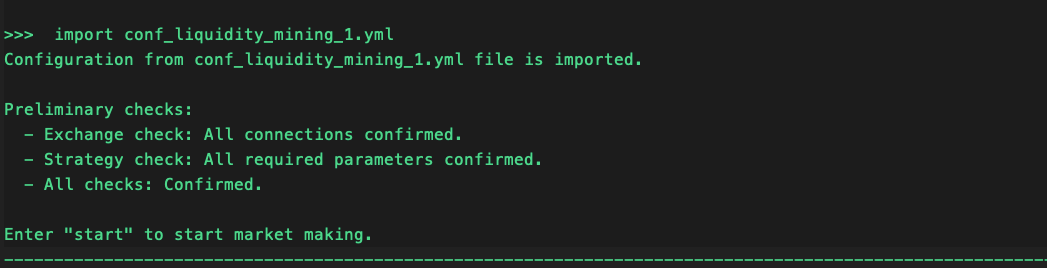 >>>  import conf_liquidity_mining_1.yml
Configuration from conf_liquidity_mining_1.yml file is imported.
Preliminary checks:
  - Exchange check: All connections confirmed.
  - Strategy check: All required parameters confirmed.
  - All checks: Confirmed.
Enter "start" to start market making.